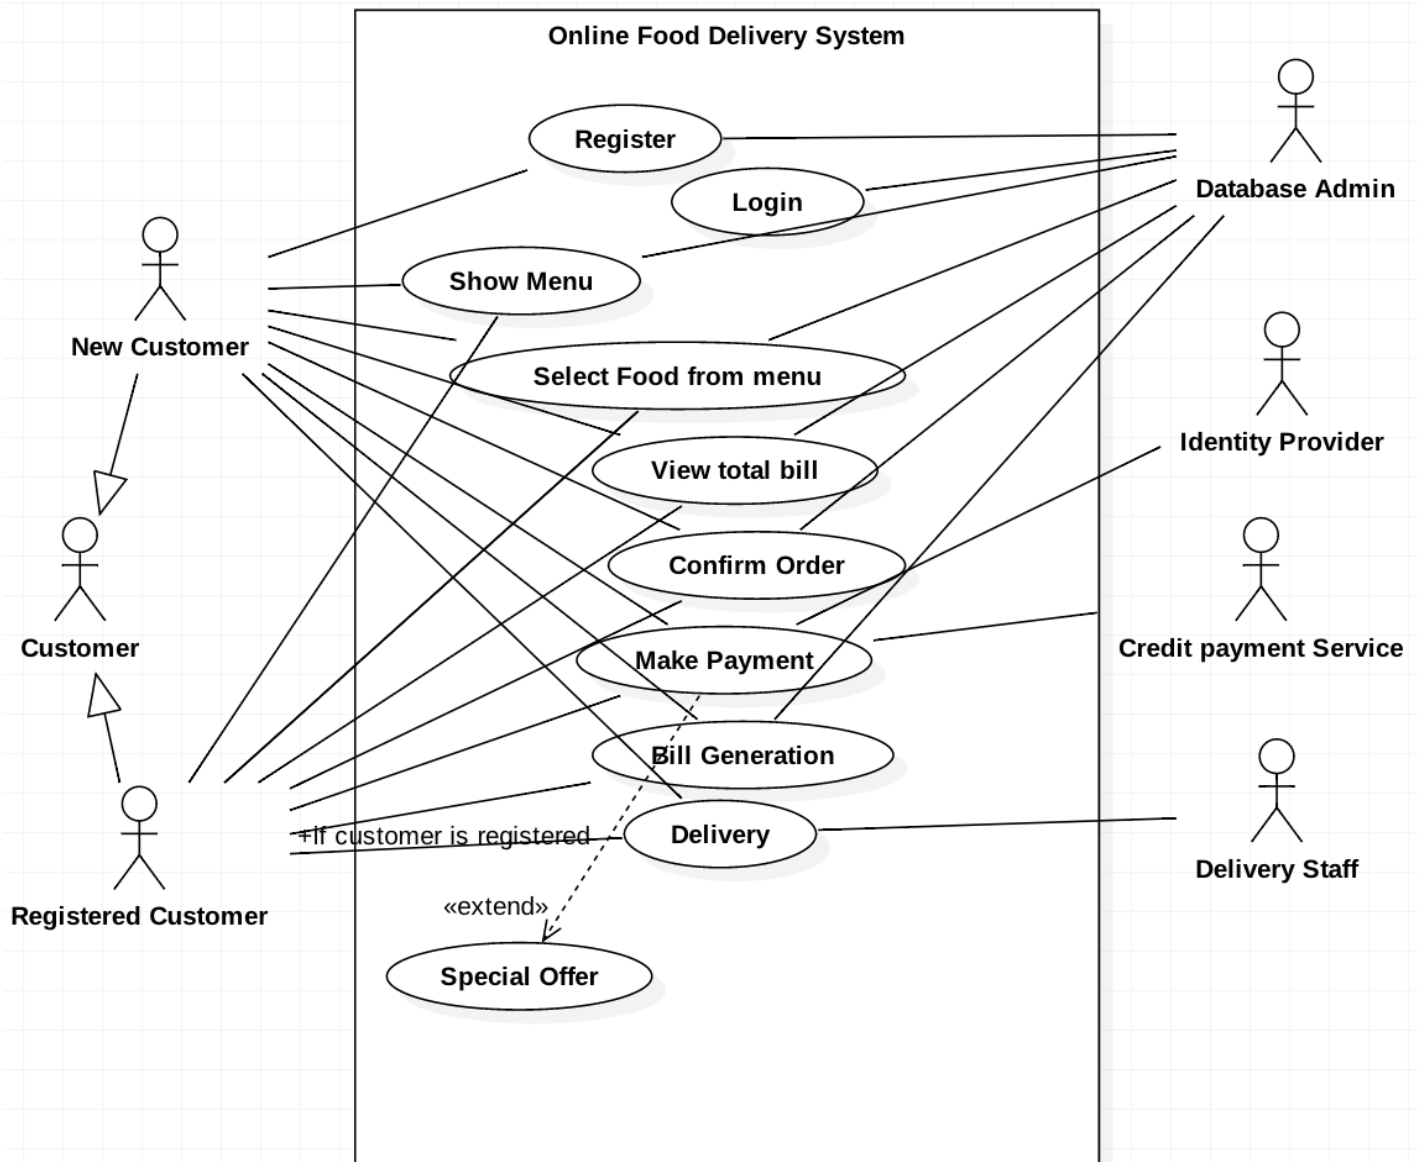 Online Food Delivery System
Register
Database Admin
Login
Show Menu
New Customer
Select Food from menu
Identity Provider
View total bill
Confirm Order
Customer
Credit payment Service
Make Payment
Bill Generation
+If customer is registered
Delivery
Delivery Staff
Registered Customer
«extend»
Special Offer